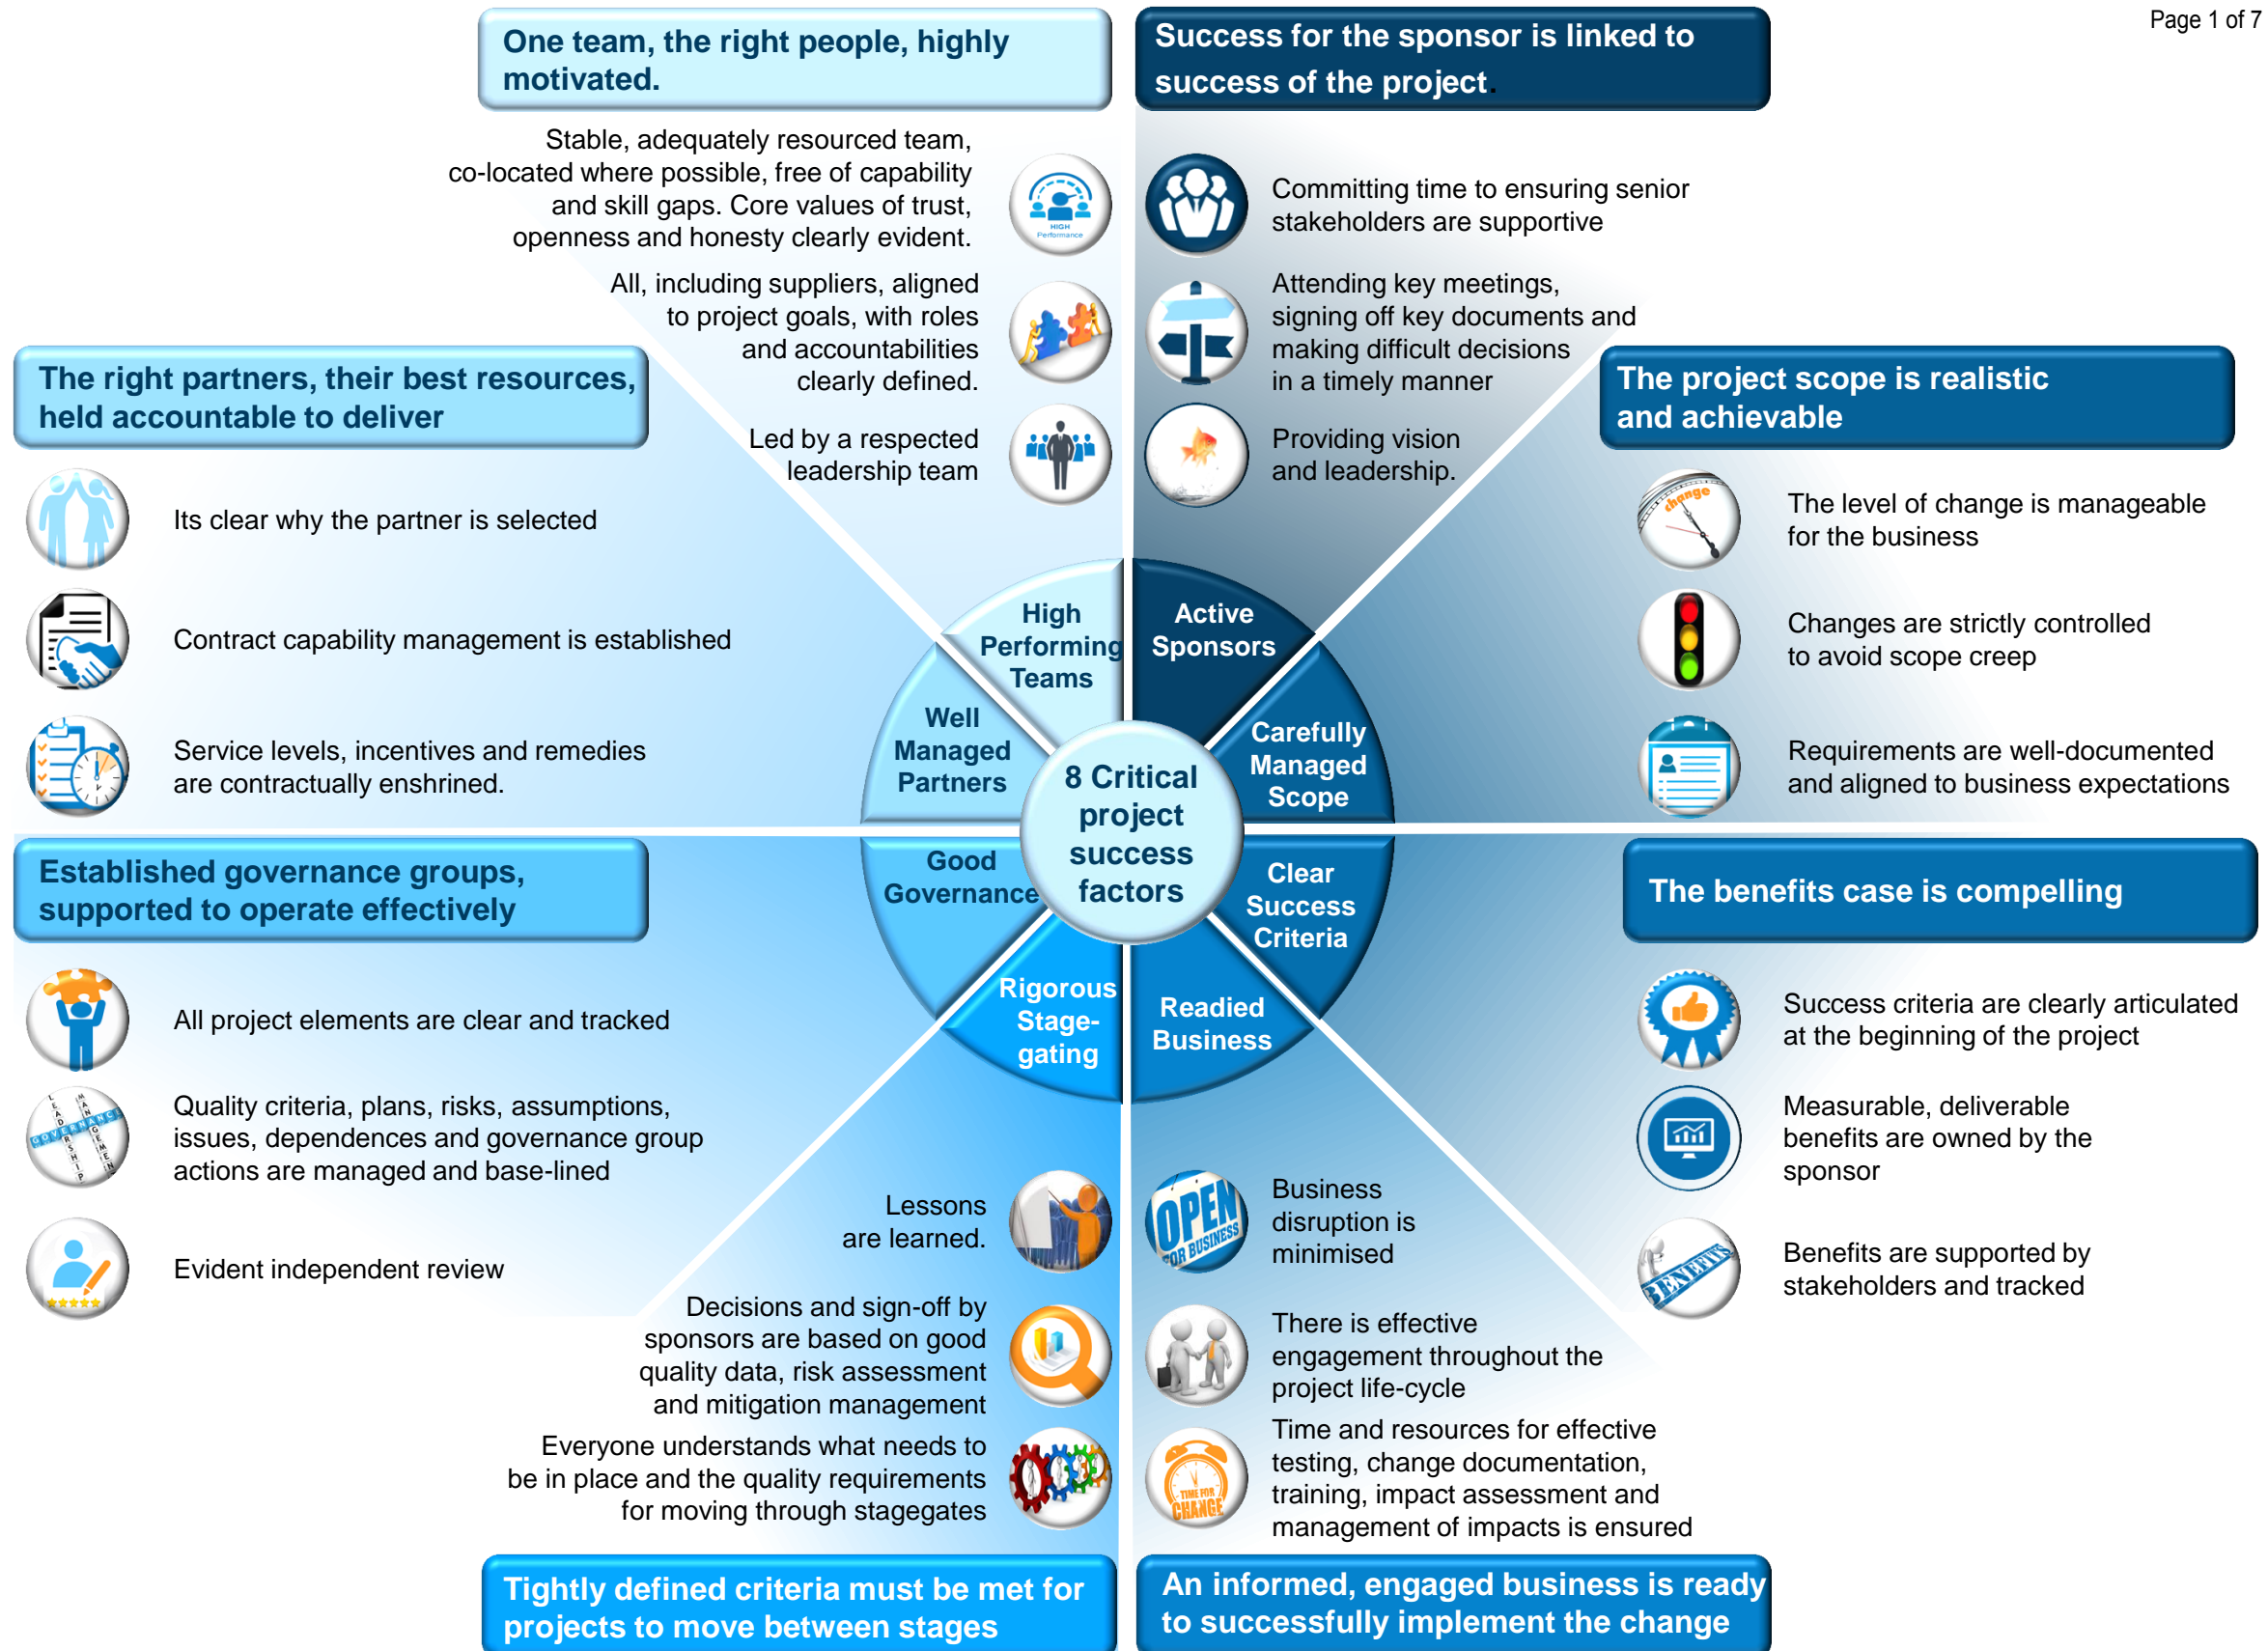 Page 1 of 7
One team, the right people, highly
motivated.
Stable, adequately resourced team,
co-located where possible, free of capability
and skill gaps. Core values of trust,
openness and honesty clearly evident.
HIGH
Performance
All, including suppliers, aligned
to project goals, with roles
and accountabilities
clearly defined.
Led by a respected
leadership team
Success for the sponsor is linked to
success of the project.
Committing time to ensuring senior
stakeholders are supportive
Attending key meetings,
signing off key documents and
making difficult decisions
in a timely manner
Providing vision
and leadership.
The right partners, their best resources,
held accountable to deliver
Its clear why the partner is selected
Contract capability management is established
Service levels, incentives and remedies
are contractually enshrined.
The project scope is realistic
and achievable
change
The level of change is manageable
for the business
Changes are strictly controlled
to avoid scope creep
Requirements are well-documented
and aligned to business expectations
High
Performing
Teams
Active
Sponsors
Well
Managed
Partners
Carefully
Managed
Scope
8 Critical
project
success
factors
Good
Governance
Clear
Success
Criteria
Rigorous
Stage-
gating
Readied
Business
Established governance groups,
supported to operate effectively
All project elements are clear and tracked
LEADERSHIP
MANAGEMEN
GOVERNANCE
Quality criteria, plans, risks, assumptions,
issues, dependences and governance group
actions are managed and base-lined
Evident independent review
The benefits case is compelling
Success criteria are clearly articulated
at the beginning of the project
Measurable, deliverable
benefits are owned by the
sponsor
BENEFITS
Benefits are supported by
stakeholders and tracked
Lessons
are learned.
Decisions and sign-off by
sponsors are based on good
quality data, risk assessment
and mitigation management
Everyone understands what needs to
be in place and the quality requirements
for moving through stagegates
Tightly defined criteria must be met for
projects to move between stages
OPEN
FOR BUSINESS
Business
disruption is
minimised
There is effective
engagement throughout the
project life-cycle
TIME FOR
CHANGE
Time and resources for effective
testing, change documentation,
training, impact assessment and
management of impacts is ensured
An informed, engaged business is ready
to successfully implement the change